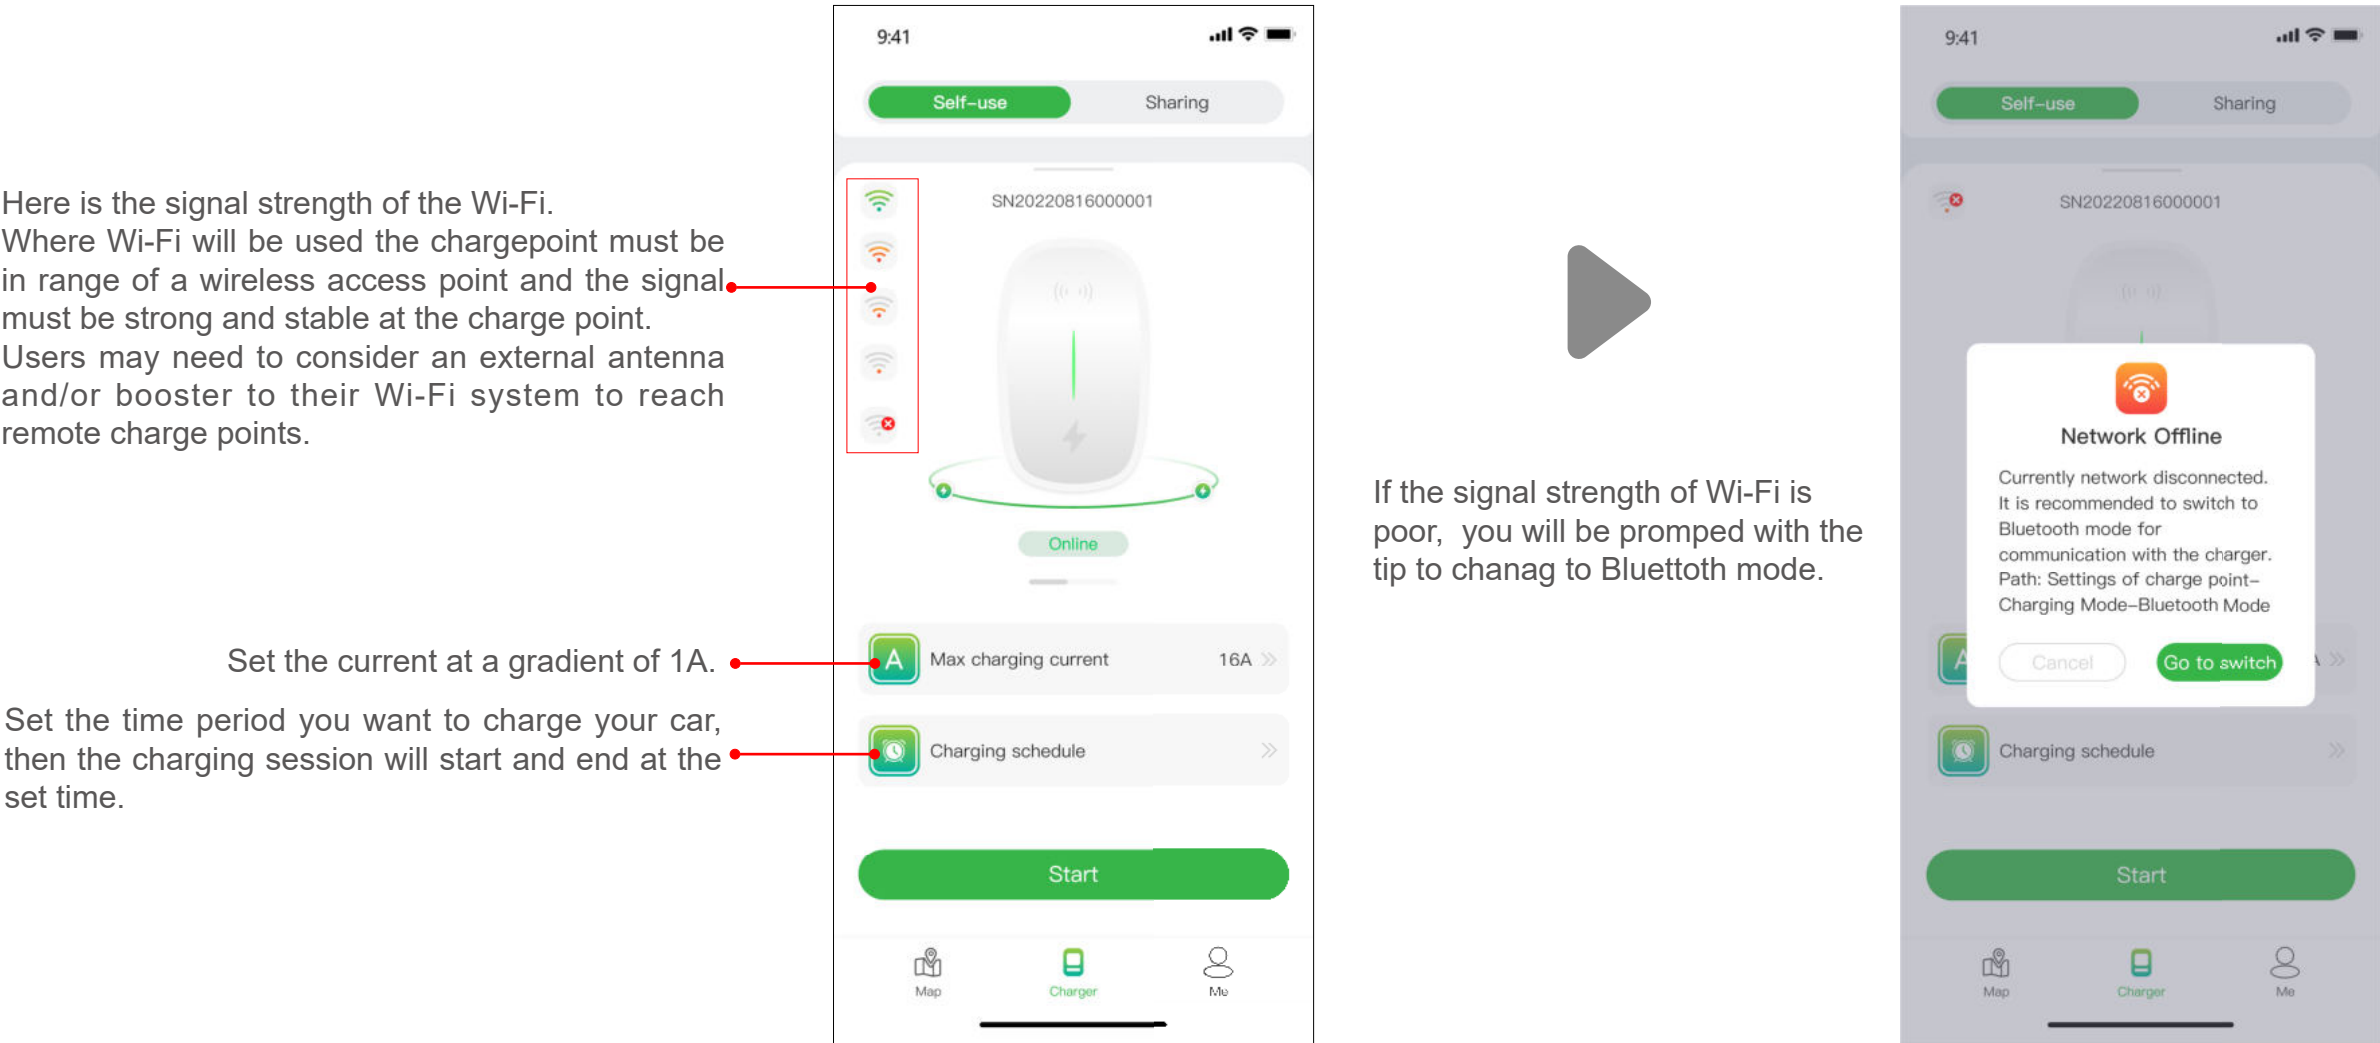 Here is the signal strength of the Wi-Fi.
Where Wi-Fi will be used the chargepoint must be
in range of a wireless access point and the signal
must be strong and stable at the charge point.
Users may need to consider an external antenna
and/or booster to their Wi-Fi system to reach
remote charge points.
Set the current at a gradient of 1A.
Set the time period you want to charge your car,
then the charging session will start and end at the
set time.
9:41
Self-use
Sharing
SN20220816000001
Online
A
Max charging current
16A
Charging schedule
Start
Map
Charger
Me
If the signal strength of Wi-Fi is
poor, you will be promped with the
tip to chanag to Bluettoth mode.
9:41
Self-use
Sharing
SN20220816000001
Network Offline
Currently network disconnected.
It is recommended to switch to
Bluetooth mode for
communication with the charger.
Path: Settings of charge point-
Charging Mode-Bluetooth Mode
Cancel
Go to switch
A
A
Charging schedule
Start
Map
Charger
Me